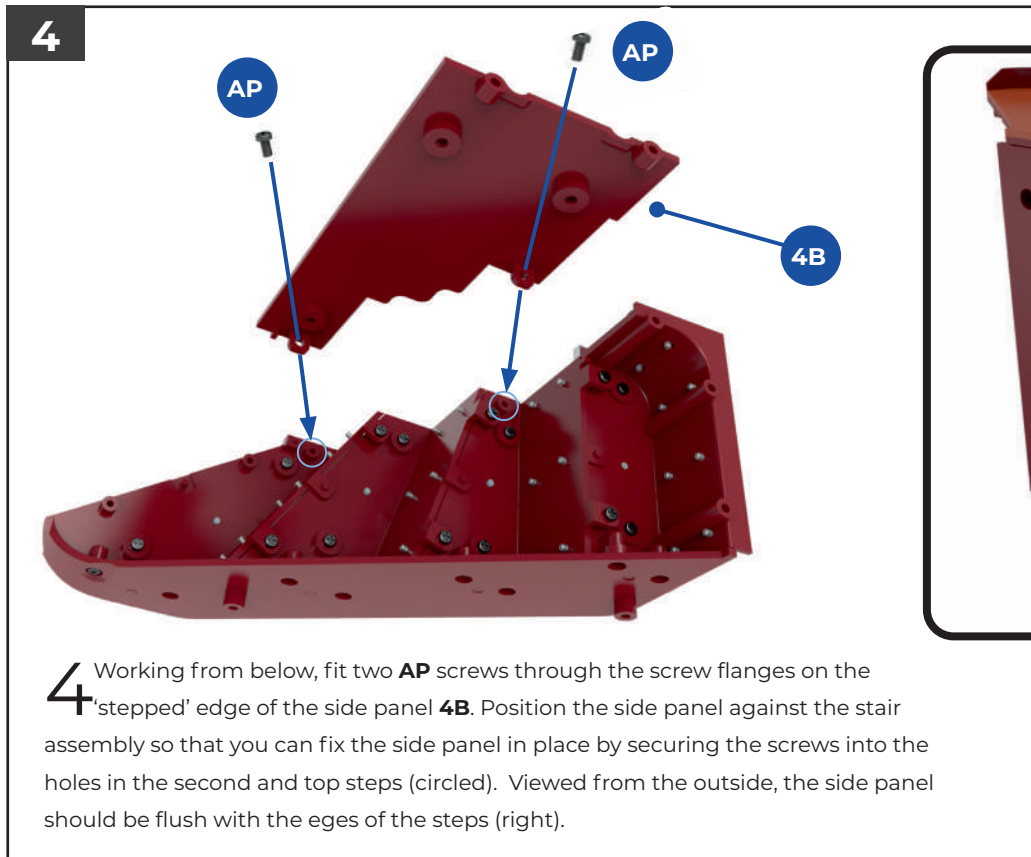 4
AP
AP
4B
4 Working from below, fit two AP screws through the screw flanges on the
‘stepped’ edge of the side panel 4B. Position the side panel against the stair
assembly so that you can fix the side panel in place by securing the screws into the
holes in the second and top steps (circled).  Viewed from the outside, the side panel
should be flush with the eges of the steps (right).